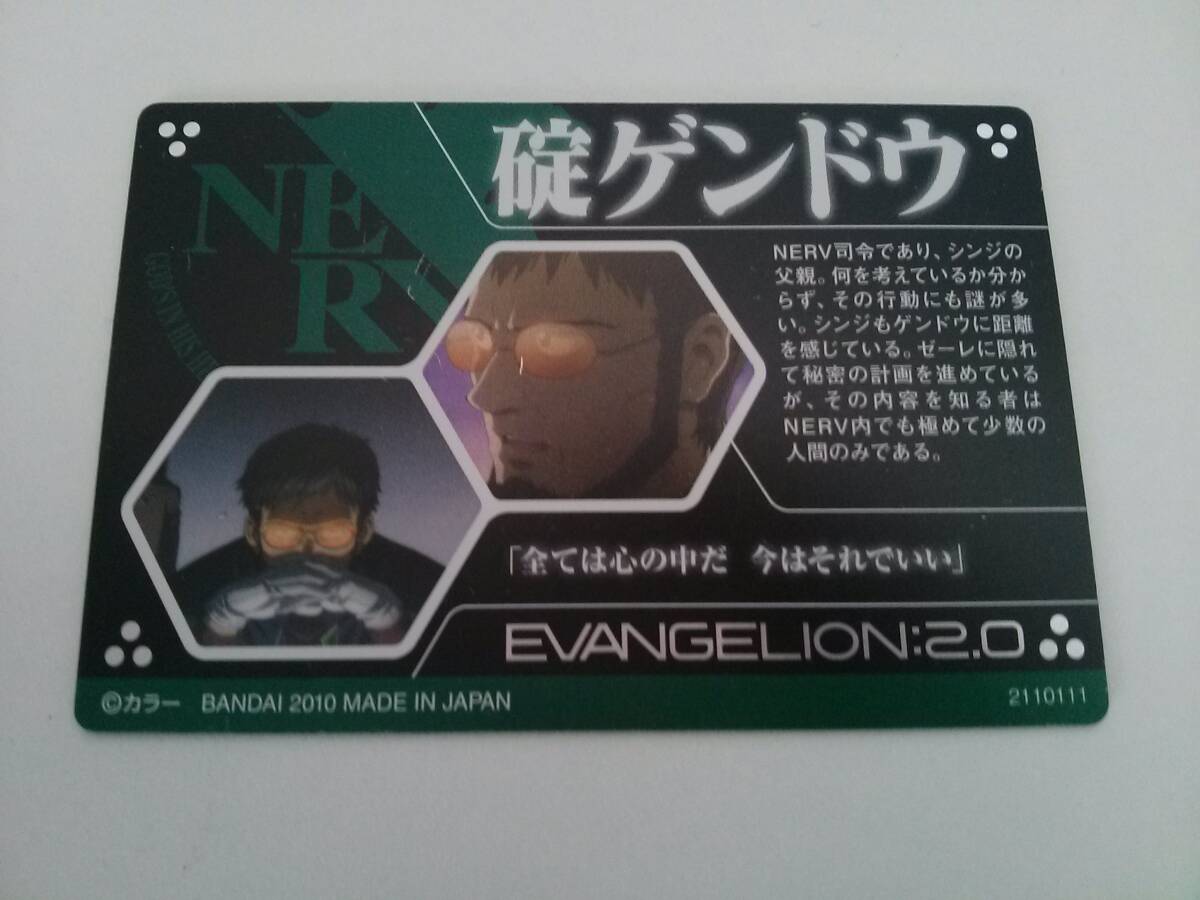 碇ゲンドウ
NE
RV
GOD'S IN HIS
NERV司令であり、シンジの
父親。何を考えているか分か
らず、その行動にも謎が多
い。シンジもゲンドウに距離
を感じている。ゼーレに隠れ
て秘密の計画を進めている
が、その内容を知る者は
NERV内でも極めて少数の
人間のみである。
「全ては心の中だ　今はそれでいい」
EVANGELION:2.0
©カラー BANDAI 2010 MADE IN JAPAN
2110111